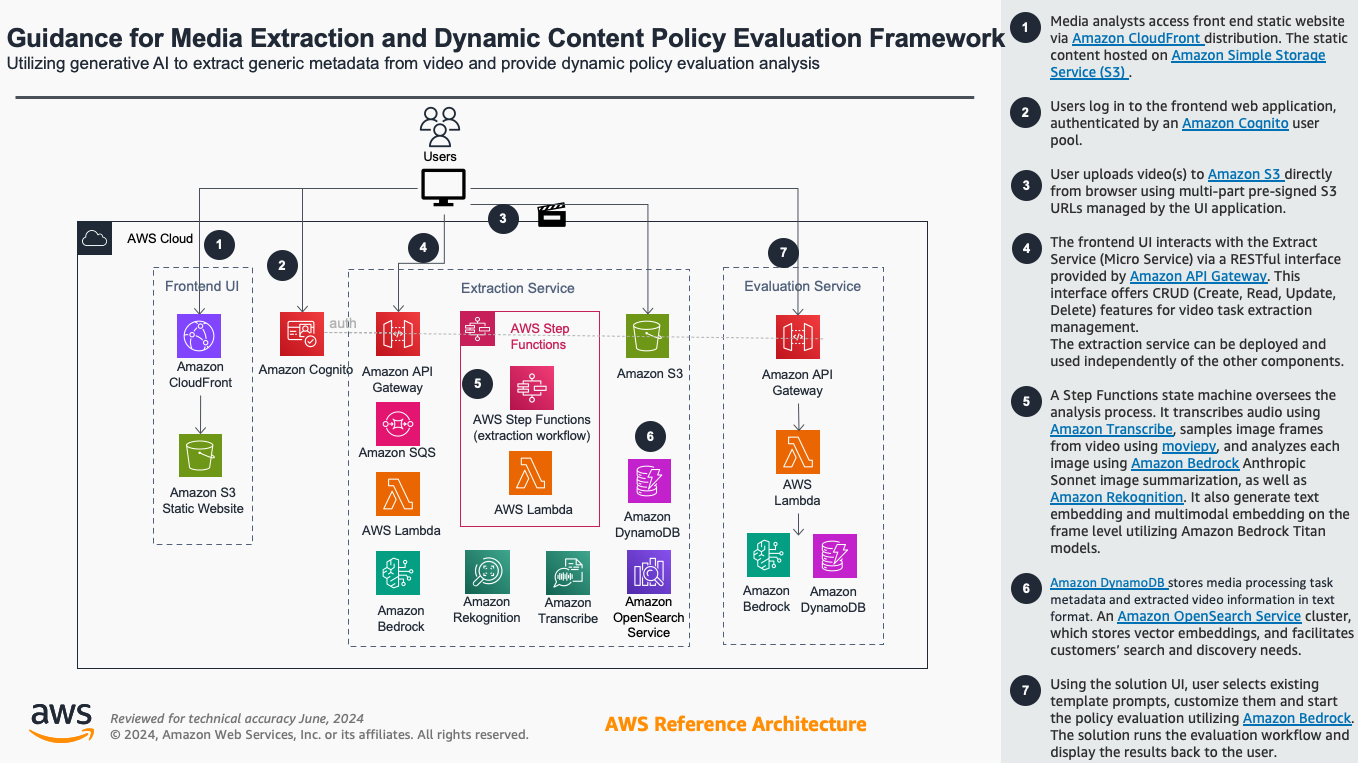 Guidance for Media Extraction and Dynamic Content Policy Evaluation Framework
Utilizing generative AI to extract generic metadata from video and provide dynamic policy evaluation analysis
Users
3
AWS Cloud
1
2
4
7
Frontend UI
Amazon
CloudFront
Amazon S3
Static Website
auth
Amazon Cognito
Extraction Service
Amazon API
Gateway
Amazon SQS
AWS Lambda
Amazon
Bedrock
AWS Step
Functions
5
AWS Step Functions
(extraction workflow)
AWS Lambda
Amazon
Rekognition
Amazon
Transcribe
Amazon S3
6
Amazon
DynamoDB
Amazon
OpenSearch
Service
Evaluation Service
Amazon API
Gateway
AWS
Lambda
Amazon
Bedrock
Amazon
DynamoDB
aws
Reviewed for technical accuracy June, 2024
© 2024, Amazon Web Services, Inc. or its affiliates. All rights reserved.
AWS Reference Architecture
1
Media analysts access front end static website
via Amazon CloudFront distribution. The static
content hosted on Amazon Simple Storage
Service (S3) .
2
Users log in to the frontend web application,
authenticated by an Amazon Cognito user
pool.
3
User uploads video(s) to Amazon S3 directly
from browser using multi-part pre-signed S3
URLs managed by the UI application.
4
The frontend UI interacts with the Extract
Service (Micro Service) via a RESTful interface
provided by Amazon API Gateway. This
interface offers CRUD (Create, Read, Update,
Delete) features for video task extraction
management.
The extraction service can be deployed and
used independently of the other components.
5
A Step Functions state machine oversees the
analysis process. It transcribes audio using
Amazon Transcribe, samples image frames
from video using moviepy, and analyzes each
image using Amazon Bedrock Anthropic
Sonnet image summarization, as well as
Amazon Rekognition. It also generate text
embedding and multimodal embedding on the
frame level utilizing Amazon Bedrock Titan
models.
6
Amazon DynamoDB stores media processing task
metadata and extracted video information in text
format. An Amazon OpenSearch Service cluster,
which stores vector embeddings, and facilitates
customers’ search and discovery needs.
7
Using the solution UI, user selects existing
template prompts, customize them and start
the policy evaluation utilizing Amazon Bedrock.
The solution runs the evaluation workflow and
display the results back to the user.